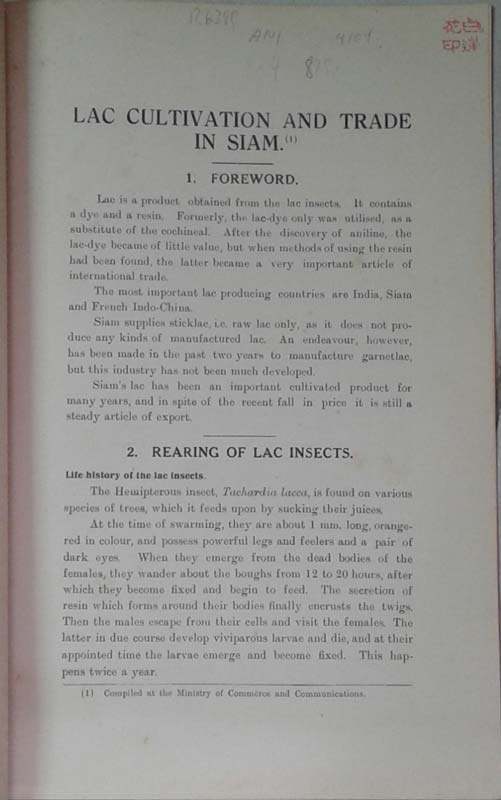 LAC CULTIVATION AND TRADE
IN SIAM.(1)
1. FOREWORD.
Lac is a product obtained from the lac insects. It contains
a dye and a resin. Formerly, the lac-dye only was utilised, as a
substitute of the cochineal. After the discovery of aniline, the
lac-dye became of little value, but when methods of using the resin
had been found, the latter became a very important article of
international trade.
The most important lac producing countries are India, Siam
and French Indo-China.
Siam supplies sticklac, i.e. raw lac only, as it does not pro-
duce any kinds of manufactured lac. An endeavour, however,
has been made in the past two years to manufacture garnetlac,
but this industry has not been much developed.
Siam's lac has been an important cultivated product for
many years, and in spite of the recent fall in price it is still a
steady article of export.
2. REARING OF LAC INSECTS.
Life history of the lac insects.
The Hemipterous insect, Tachardia lacca, is found on various
species of trees, which it feeds upon by sucking their juices.
At the time of swarming, they are about 1 mm. long, orange-
red in colour, and possess powerful legs and feelers and a pair of
dark eyes. When they emerge from the dead bodies of the
females, they wander about the boughs from 12 to 20 hours, after
which they become fixed and begin to feed. The secretion of
resin which forms around their bodies finally encrusts the twigs.
Then the males escape from their cells and visit the females. The
latter in due course develop viviparous larvae and die, and at their
appointed time the larvae emerge and become fixed. This hap-
pens twice a year.
(1) Compiled at the Ministry of Commerce and Communications.